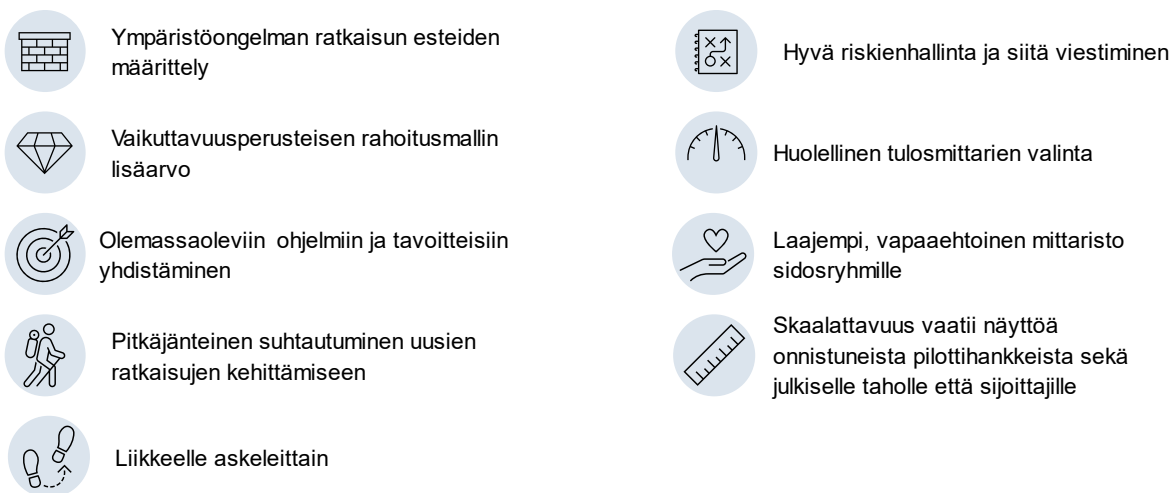 Ympäristöongelman ratkaisun esteiden
määrittely
Vaikuttavuusperusteisen rahoitusmallin
lisäarvo
Olemassaoleviin ohjelmiin ja tavoitteisiin
yhdistäminen
Pitkäjänteinen suhtautuminen uusien
ratkaisujen kehittämiseen
Liikkeelle askeleittain
Hyvä riskienhallinta ja siitä viestiminen
Huolellinen tulosmittarien valinta
Laajempi, vapaaehtoinen mittaristo
sidosryhmille
Skaalattavuus vaatii näyttöä
onnistuneista pilottihankkeista sekä
julkiselle taholle että sijoittajille